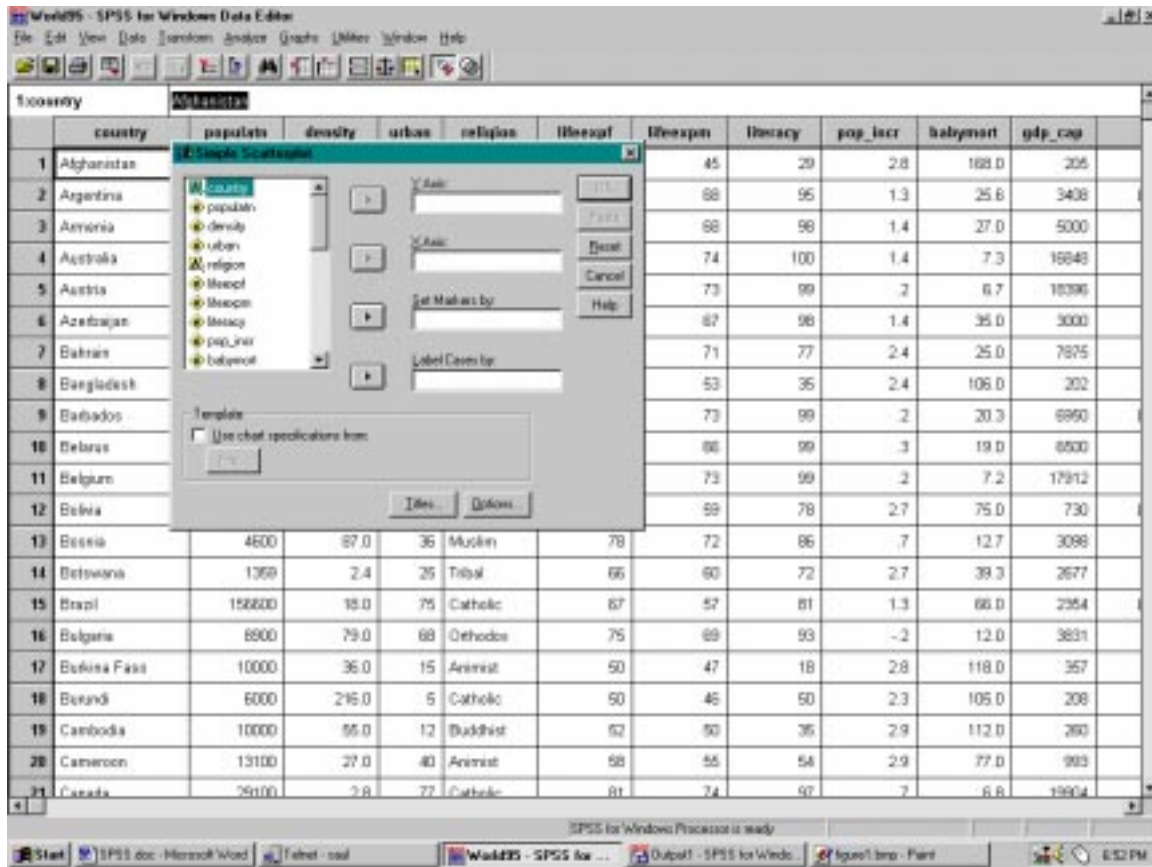 World95 - SPSS for Windows Data Editor
File Edit View Data Transform Analyze Graphs Utilities Window Help
1:country Afghanistan
country populatn density urban religion lifeexpf lifeexpm literacy pop_incr babymort gdp_cap
Simple Scatterplot
country
populatn
density
urban
religion
lifeexpf
lifeexpm
literacy
pop_incr
babymort
Y Axis:
X Axis:
Set Markers by:
Label Cases by:
OK
Paste
Reset
Cancel
Help
Template
Use chart specifications from:
File...
Titles... Options...
1 Afghanistan 45 29 2.8 168.0 205
2 Argentina 68 95 1.3 25.6 3408
3 Armenia 68 98 1.4 27.0 5000
4 Australia 74 100 1.4 7.3 16848
5 Austria 73 99 .2 6.7 18396
6 Azerbaijan 67 98 1.4 35.0 3000
7 Bahrain 71 77 2.4 25.0 7875
8 Bangladesh 53 35 2.4 106.0 202
9 Barbados 73 99 .2 20.3 6950
10 Belarus 66 99 .3 19.0 6500
11 Belgium 73 99 .2 7.2 17912
12 Bolivia 59 78 2.7 75.0 730
13 Bosnia 4600 87.0 36 Muslim 78 72 86 .7 12.7 3098
14 Botswana 1359 2.4 25 Tribal 66 60 72 2.7 39.3 2677
15 Brazil 156600 18.0 75 Catholic 67 57 81 1.3 66.0 2354
16 Bulgaria 8900 79.0 68 Orthodox 75 69 93 -.2 12.0 3831
17 Burkina Faso 10000 36.0 15 Animist 50 47 18 2.8 118.0 357
18 Burundi 6000 216.0 5 Catholic 50 46 50 2.3 105.0 208
19 Cambodia 10000 55.0 12 Buddhist 52 50 35 2.9 112.0 260
20 Cameroon 13100 27.0 40 Animist 58 55 54 2.9 77.0 993
21 Canada 29100 2.8 77 Catholic 81 74 97 .7 6.8 19904
SPSS for Windows Processor is ready
Start SPSS doc - Microsoft Word Telnet - saul World95 - SPSS for ... Output1 - SPSS for Windo... figure1.bmp - Paint 6:52 PM